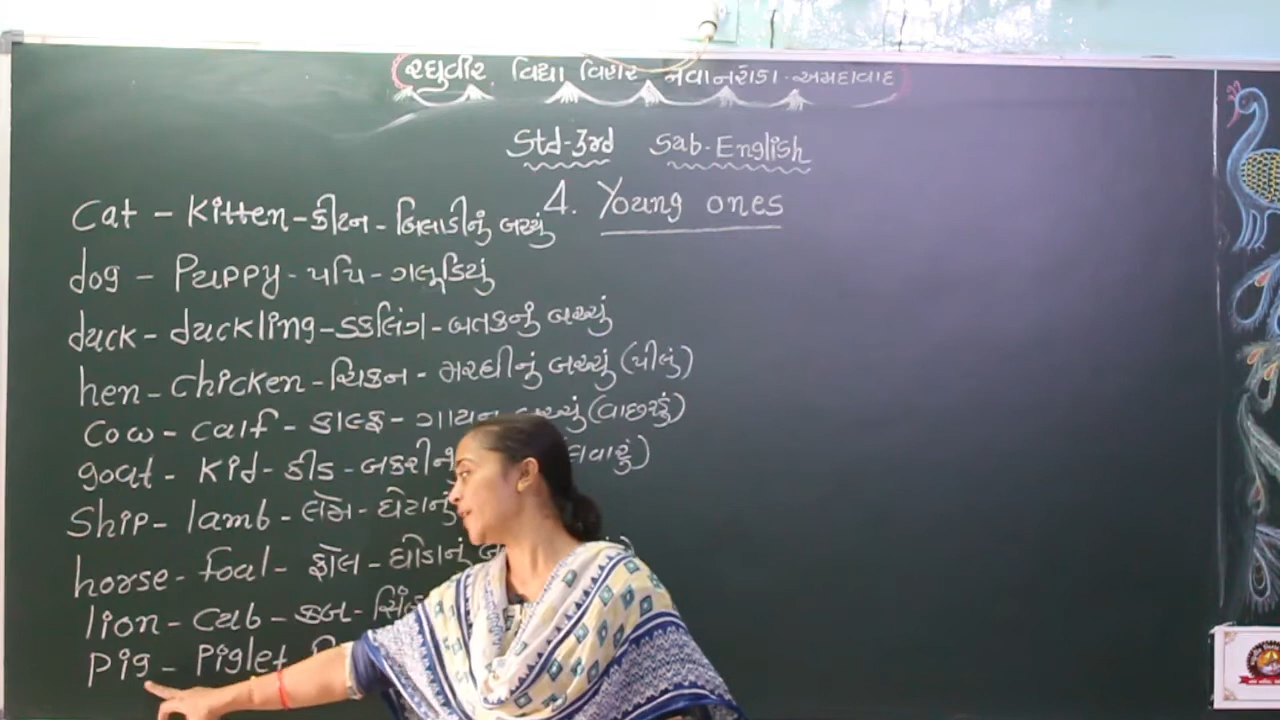 રઘુવીર વિદ્યા વિહાર નવાનરોડા-અમદાવાદ
Std-3rd Sub-English
4. Young ones
Cat - Kitten - કીટન - બિલાડીનું બચ્ચું
dog - Puppy - પપિ - ગલૂડિયું
duck - duckling - ડકલિંગ - બતકનું બચ્ચું
hen - chicken - ચિકન - મરઘીનું બચ્ચું (પીલું)
Cow - calf - કાલ્ફ - ગાયનું બચ્ચું (વાછરડું)
goat - Kid - કીડ - બકરીનું
Ship - lamb - લેમ - ઘેટાનું
horse - foal - ફોલ - ઘોડાનું
lion - cub - કબ
Pig - Piglet